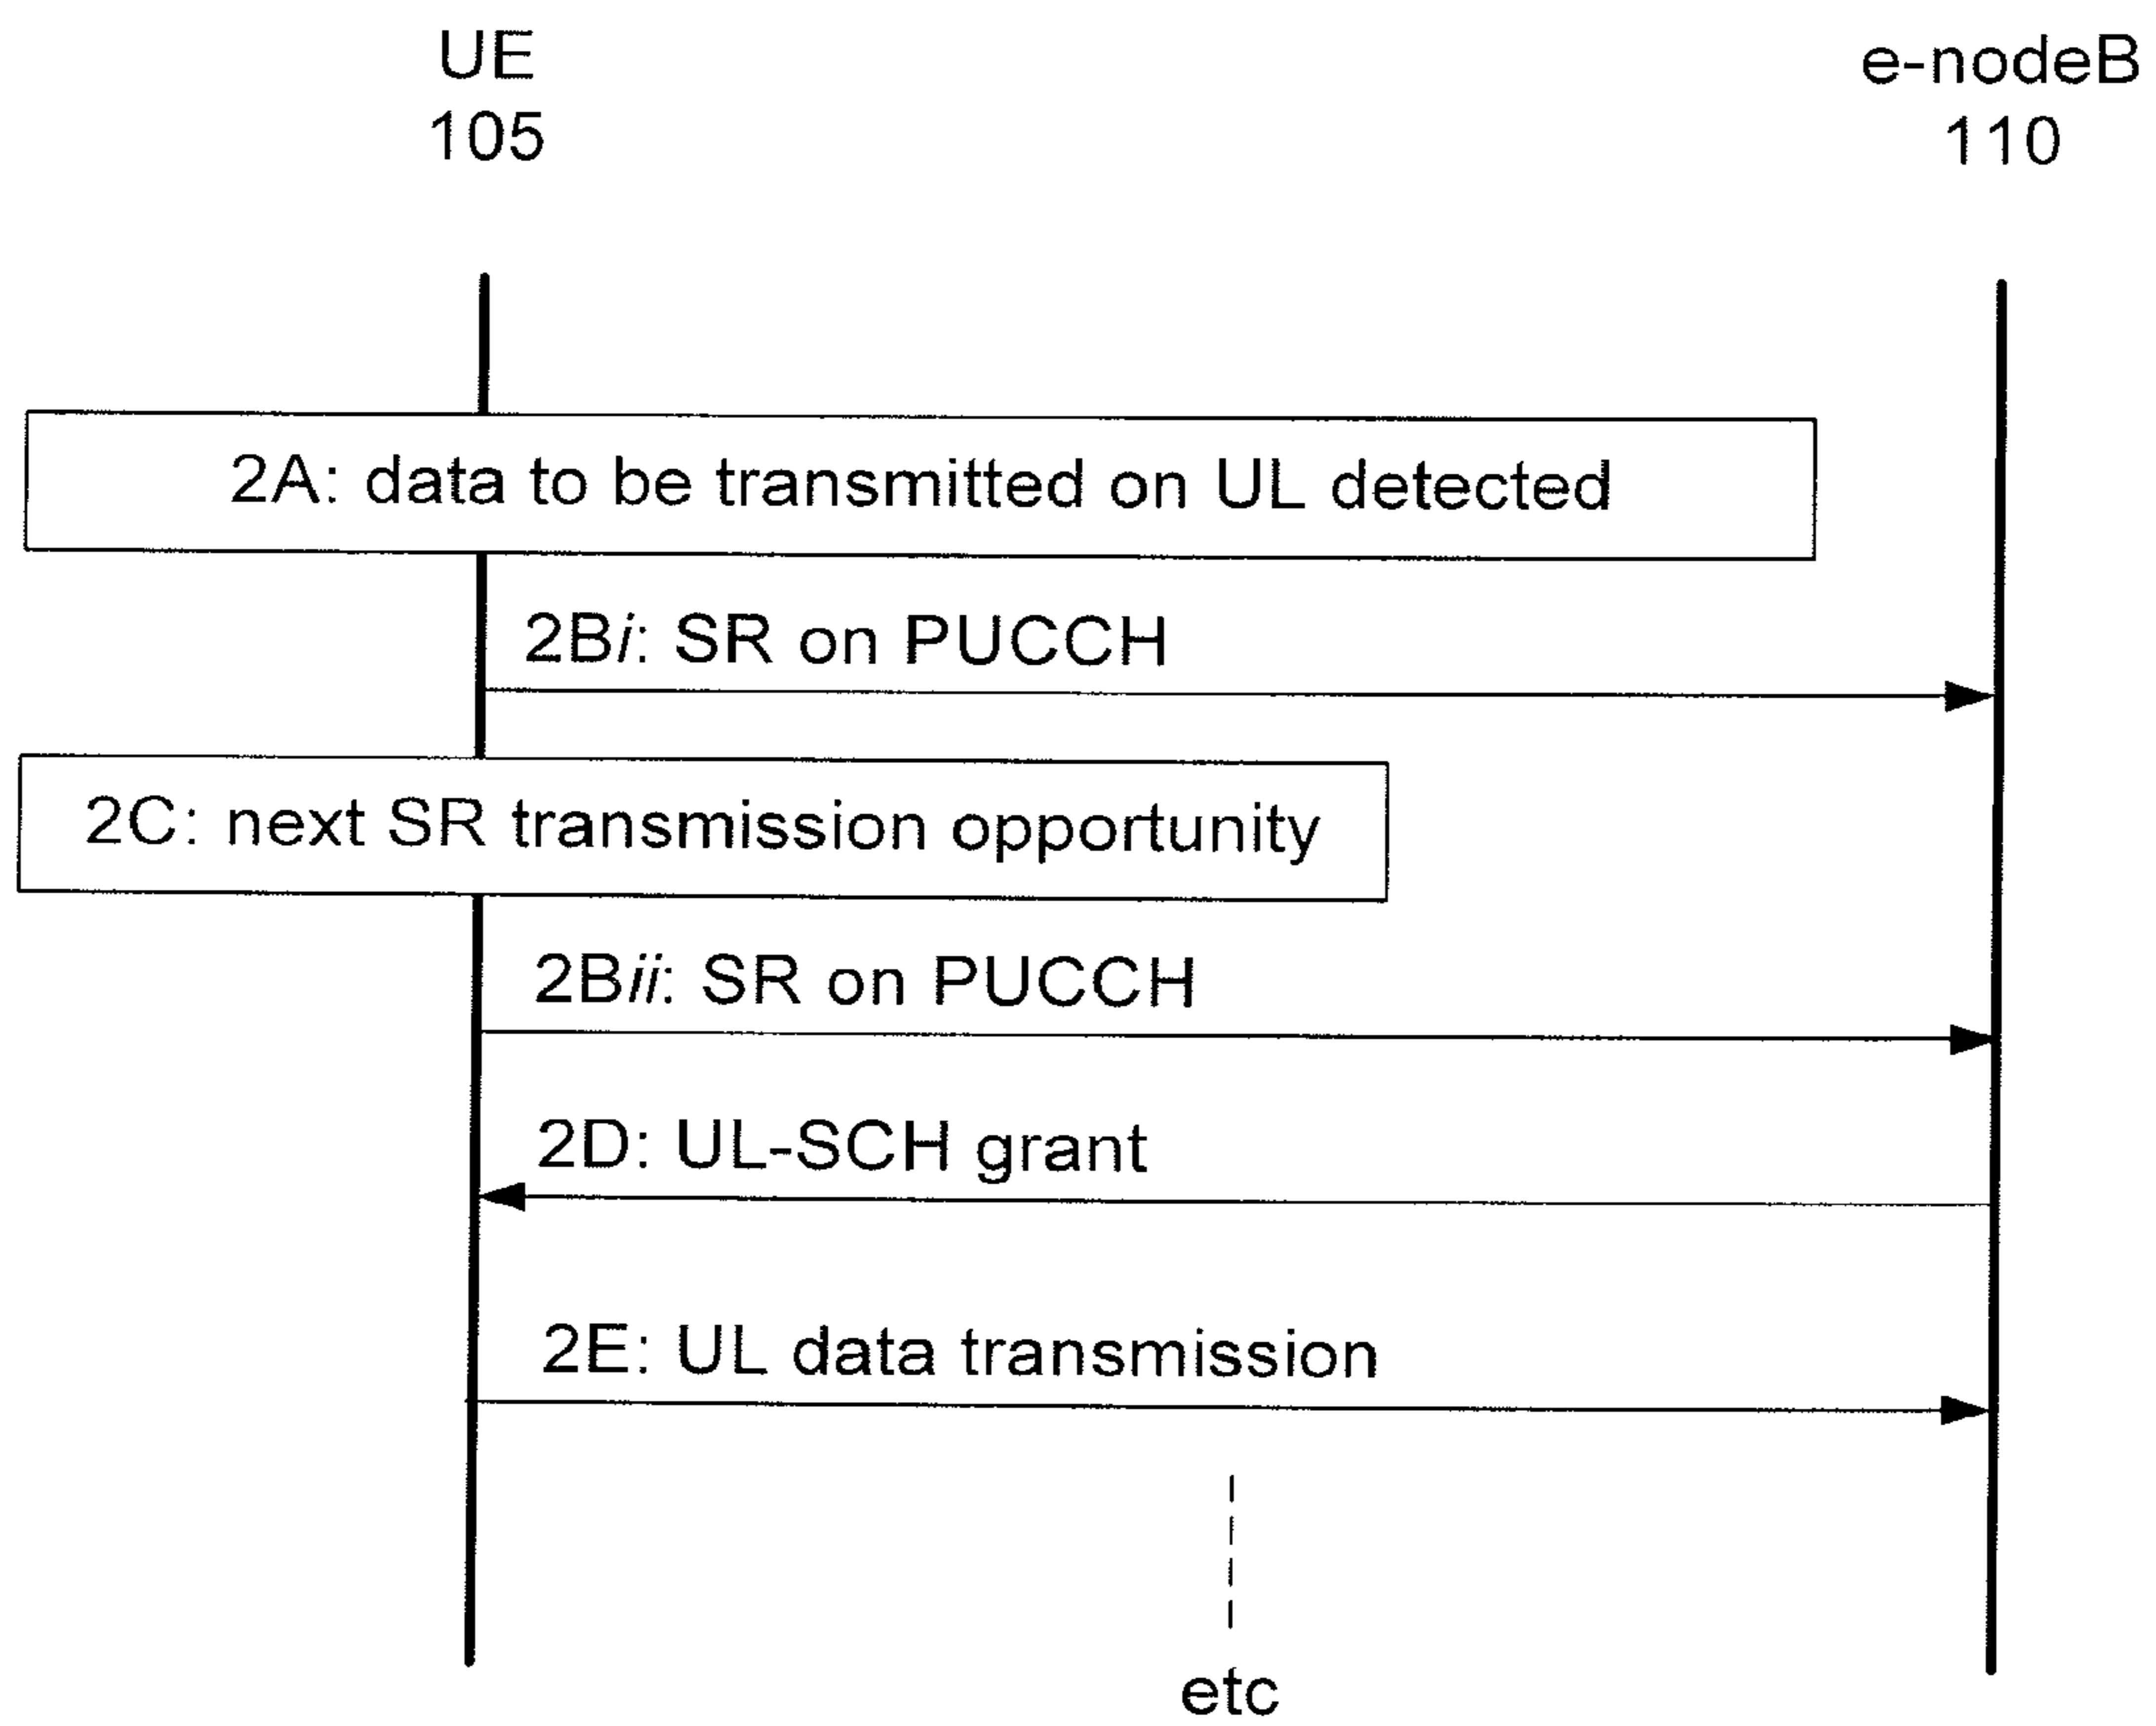 UE
105
e-nodeB
110
2A: data to be transmitted on UL detected
2Bi: SR on PUCCH
2C: next SR transmission opportunity
2Bii: SR on PUCCH
2D: UL-SCH grant
2E: UL data transmission
etc